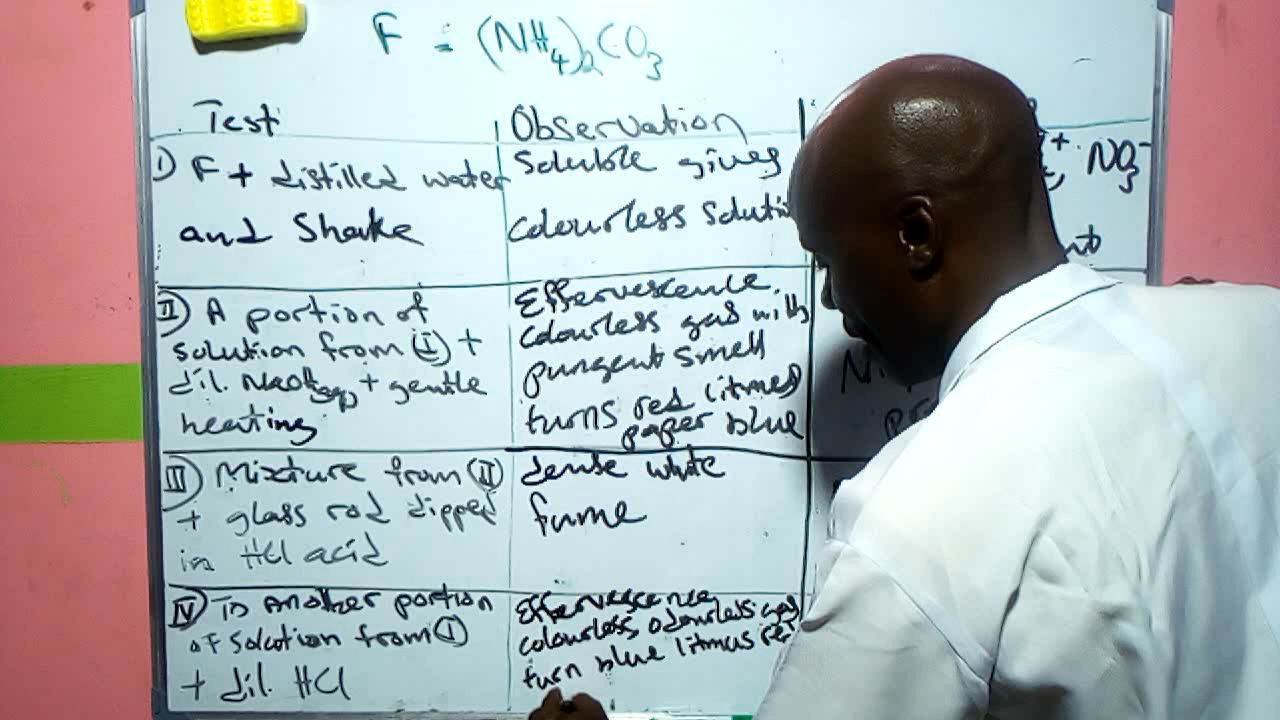 F = (NH4)2CO3
Test
Observation
I) F + distilled water
and Shake
Soluble gives
colourless Soluti
+. NO3-
II) A portion of
solution from (I) +
dil. NaOH(aq) + gentle
heating
Effervescence.
Colourless gas with
pungent smell
turns red litmus
paper blue
III) Mixture from (II)
+ glass rod dipped
in HCl acid
dense white
fume
IV) To Another portion
of solution from (I)
+ dil. HCl
Effervescence
colourless odourless gas
turn blue litmus red